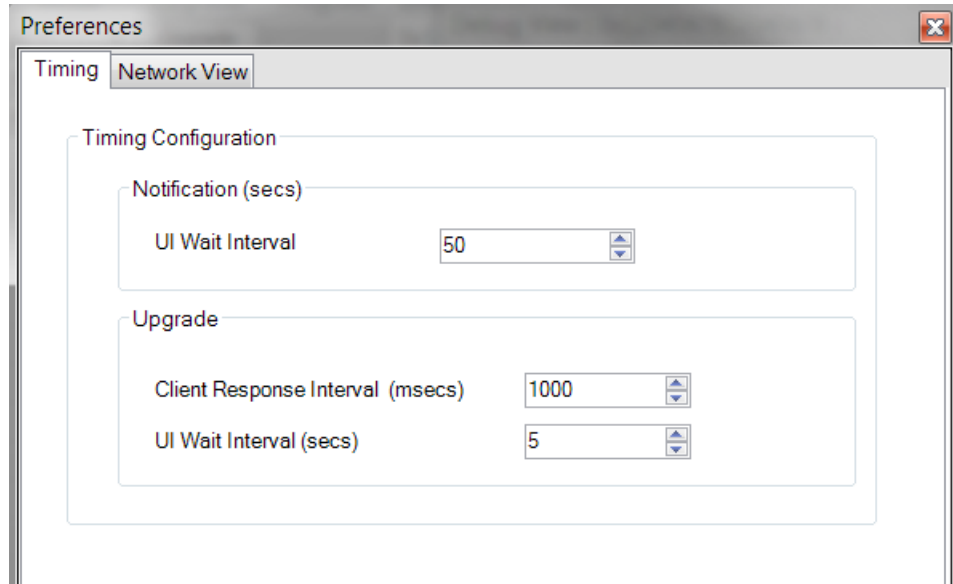 Preferences
Timing Network View
Timing Configuration
Notification (secs)
UI Wait Interval 50
Upgrade
Client Response Interval (msecs) 1000
UI Wait Interval (secs) 5